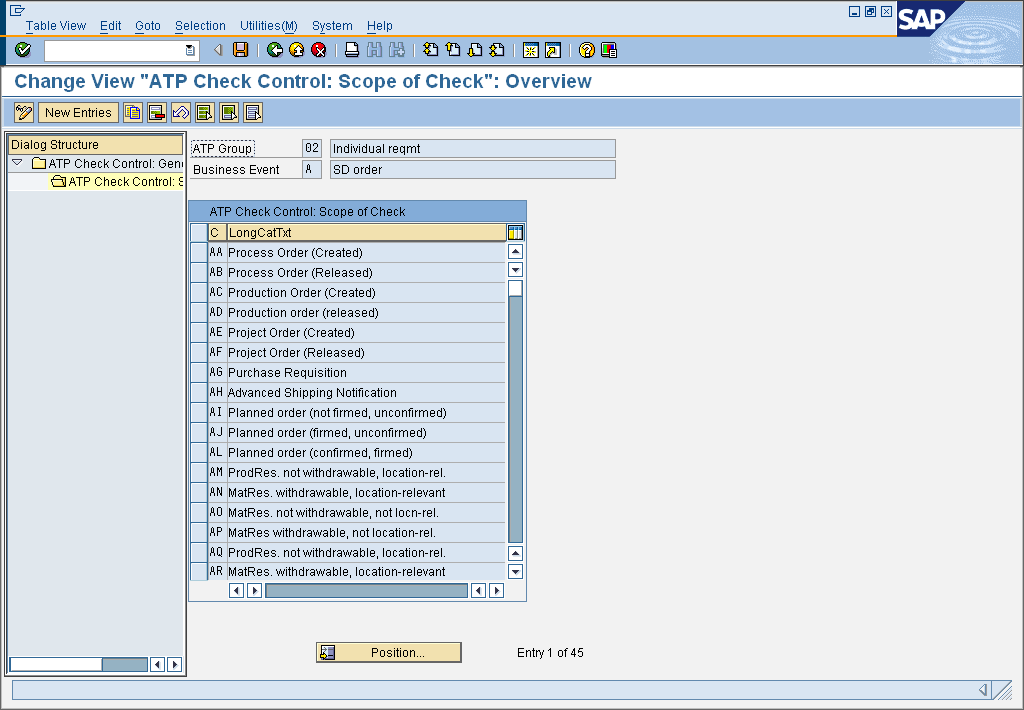 Table View Edit Goto Selection Utilities(M) System Help
SAP
Change View "ATP Check Control: Scope of Check": Overview
New Entries
Dialog Structure
ATP Check Control: Gen
ATP Check Control: S
ATP Group 02 Individual reqmt
Business Event A SD order
ATP Check Control: Scope of Check
C LongCatTxt
AA Process Order (Created)
AB Process Order (Released)
AC Production Order (Created)
AD Production order (released)
AE Project Order (Created)
AF Project Order (Released)
AG Purchase Requisition
AH Advanced Shipping Notification
AI Planned order (not firmed, unconfirmed)
AJ Planned order (firmed, unconfirmed)
AL Planned order (confirmed, firmed)
AM ProdRes. not withdrawable, location-rel.
AN MatRes. withdrawable, location-relevant
AO MatRes. not withdrawable, not locn-rel.
AP MatRes withdrawable, not location-rel.
AQ ProdRes. not withdrawable, location-rel.
AR MatRes. withdrawable, location-relevant
Position... Entry 1 of 45